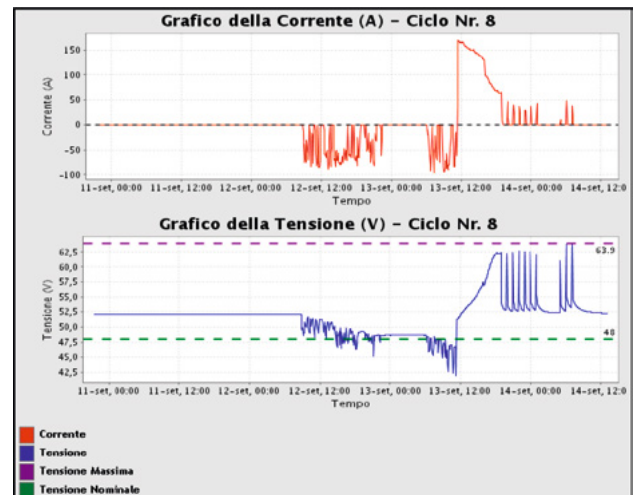 Grafico della Corrente (A) – Ciclo Nr. 8
Corrente (A)
150
100
50
0
-50
-100
11-set, 00:00 11-set, 12:00 12-set, 00:00 12-set, 12:00 13-set, 00:00 13-set, 12:00 14-set, 00:00 14-set, 12:0
Tempo
Grafico della Tensione (V) – Ciclo Nr. 8
Tensione (V)
62,5
60,0
57,5
55,0
52,5
50,0
47,5
45,0
42,5
63.9
48
11-set, 00:00 11-set, 12:00 12-set, 00:00 12-set, 12:00 13-set, 00:00 13-set, 12:00 14-set, 00:00 14-set, 12:0
Tempo
Corrente
Tensione
Tensione Massima
Tensione Nominale